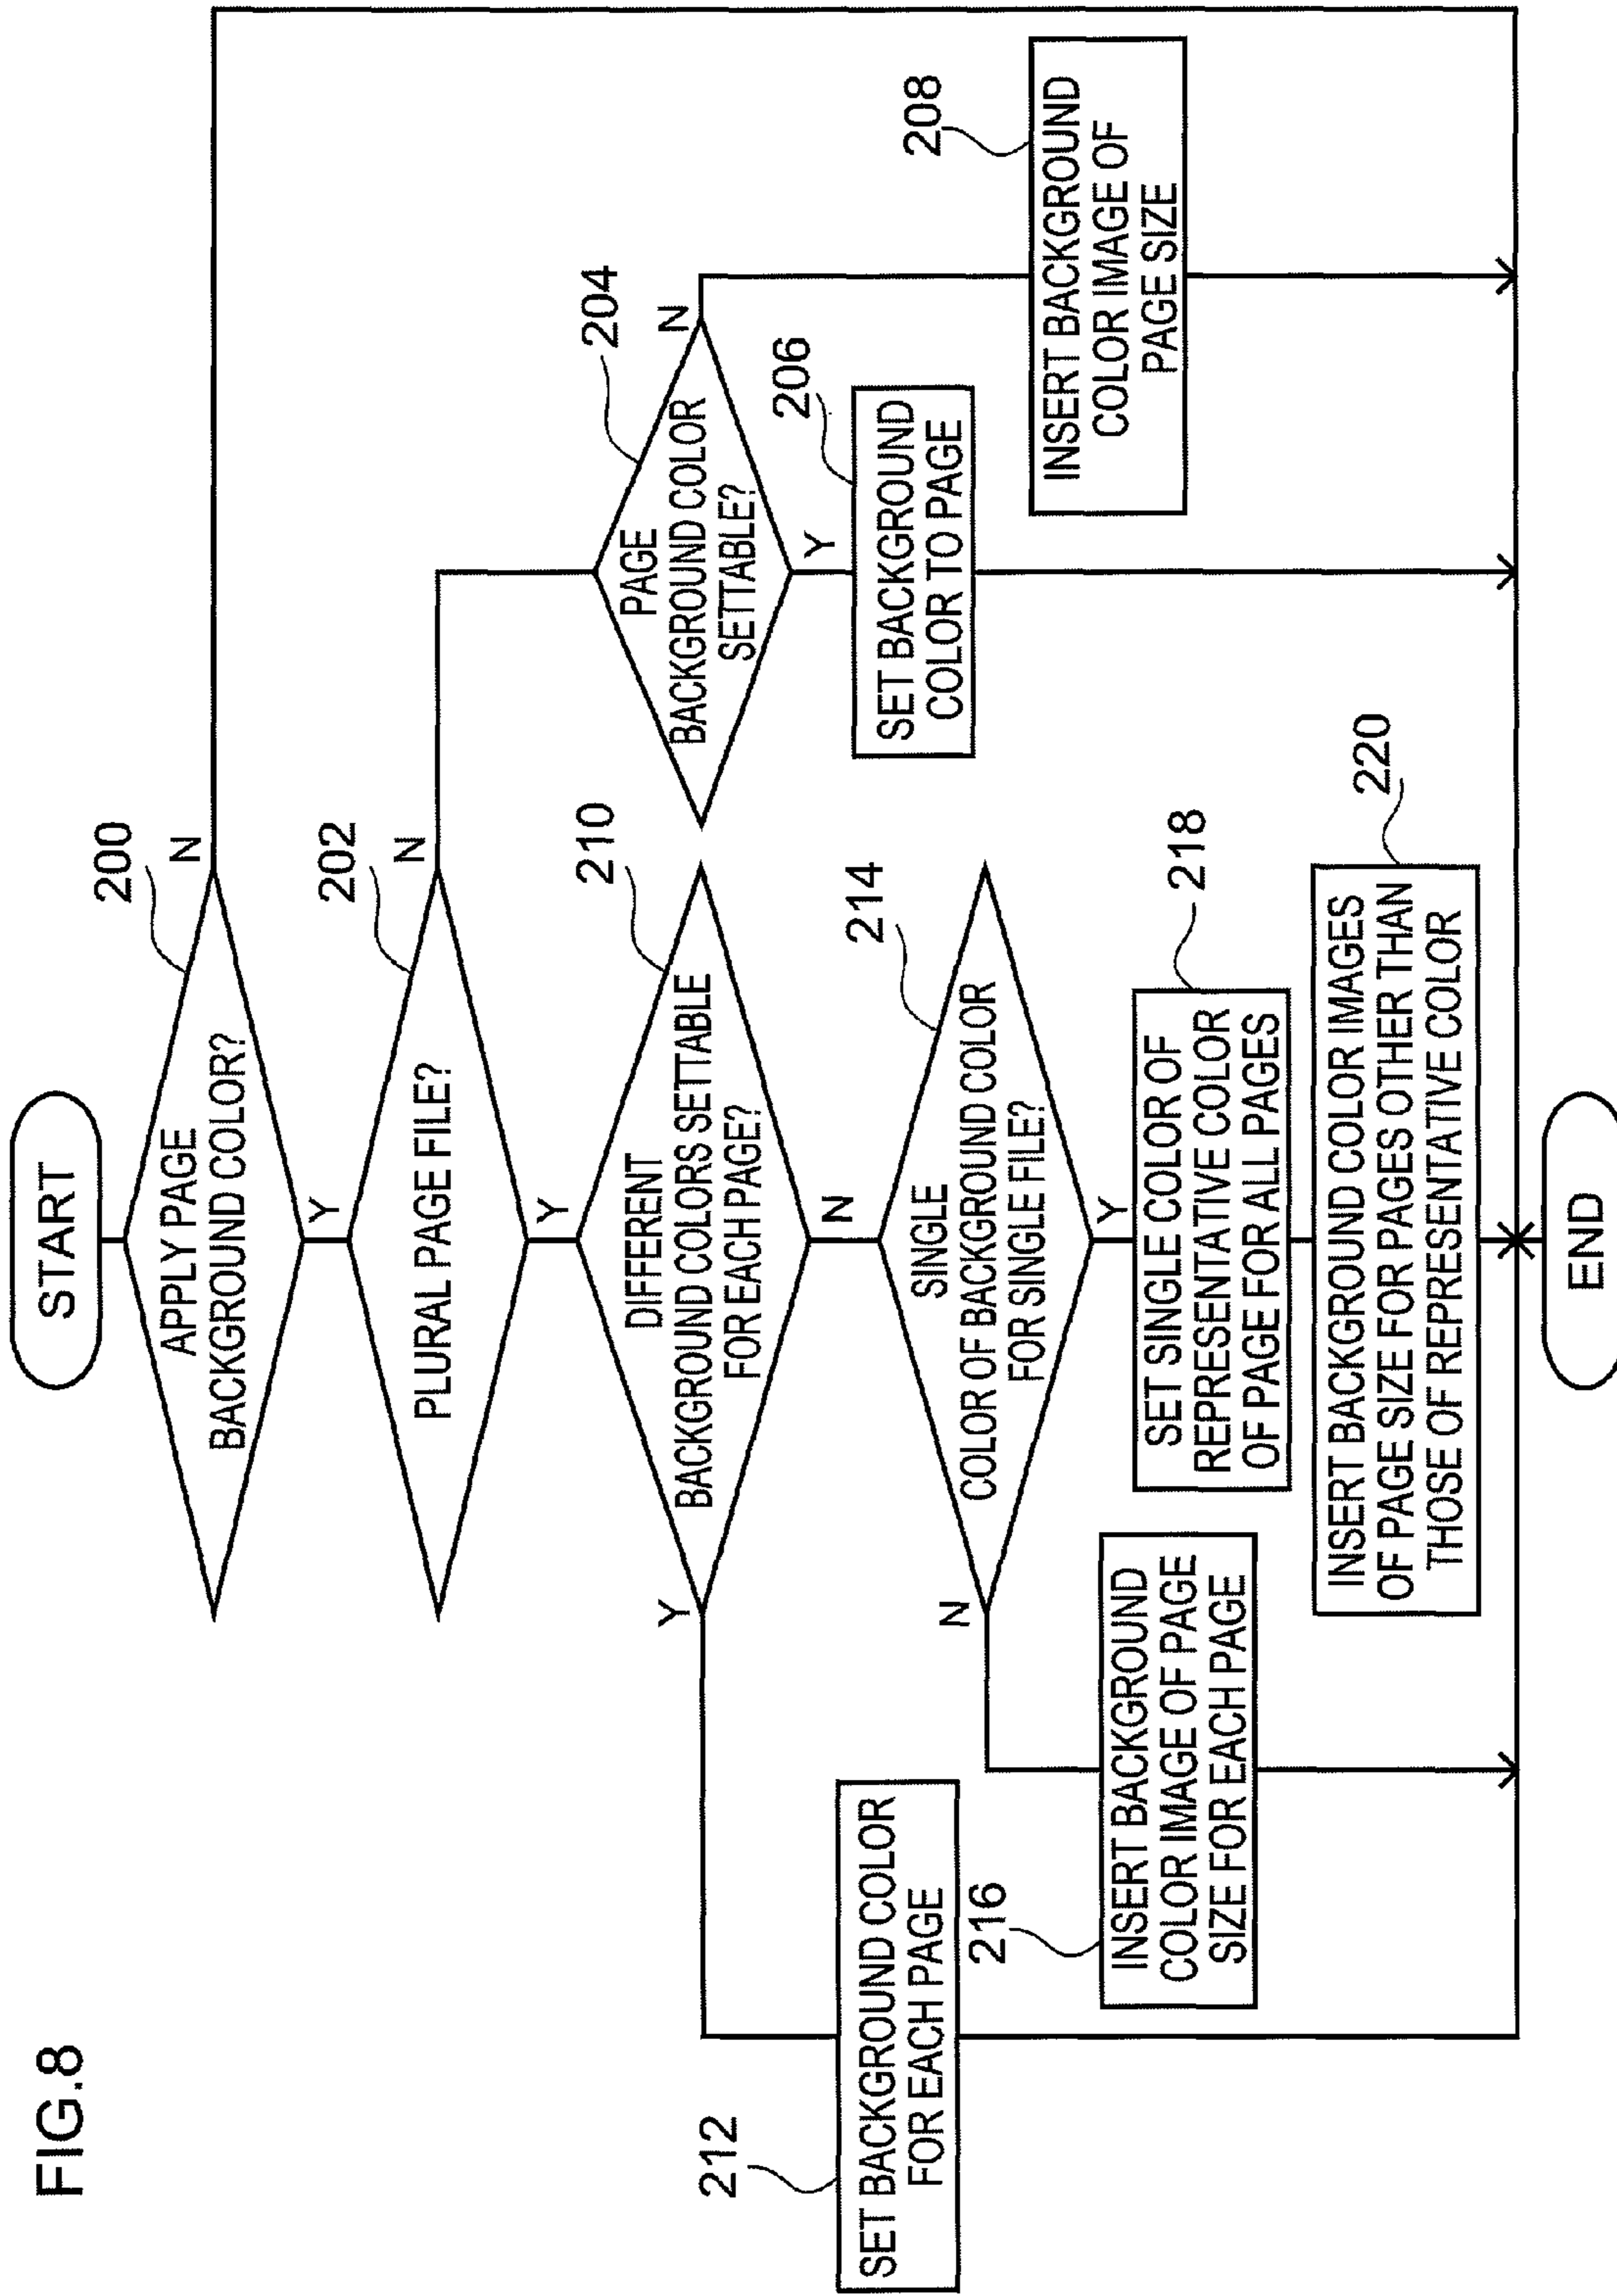 FIG.8
START
200
APPLY PAGE
BACKGROUND COLOR?
N
Y
202
PLURAL PAGE FILE?
N
Y
210
DIFFERENT
BACKGROUND COLORS SETTABLE
FOR EACH PAGE?
Y
N
204
PAGE
BACKGROUND COLOR
SETTABLE?
N
Y
206
SET BACKGROUND
COLOR TO PAGE
208
INSERT BACKGROUND
COLOR IMAGE OF
PAGE SIZE
212
SET BACKGROUND COLOR
FOR EACH PAGE
214
SINGLE
COLOR OF BACKGROUND COLOR
FOR SINGLE FILE?
N
Y
216
INSERT BACKGROUND
COLOR IMAGE OF PAGE
SIZE FOR EACH PAGE
218
SET SINGLE COLOR OF
REPRESENTATIVE COLOR
OF PAGE FOR ALL PAGES
220
INSERT BACKGROUND COLOR IMAGES
OF PAGE SIZE FOR PAGES OTHER THAN
THOSE OF REPRESENTATIVE COLOR
END